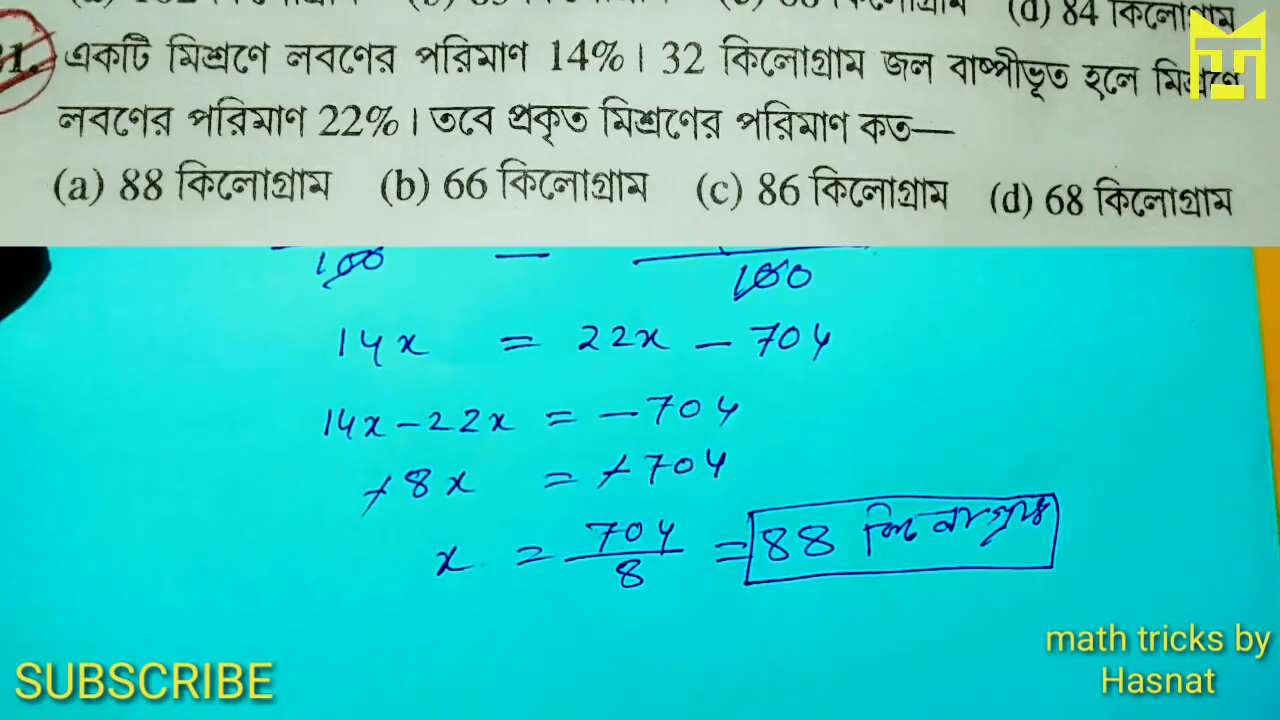 (d) 84 কিলোগ্রাম
একটি মিশ্রণে লবণের পরিমাণ 14%। 32 কিলোগ্রাম জল বাষ্পীভূত হলে মিশ্রণে
লবণের পরিমাণ 22%। তবে প্রকৃত মিশ্রণের পরিমাণ কত—
(a) 88 কিলোগ্রাম (b) 66 কিলোগ্রাম (c) 86 কিলোগ্রাম (d) 68 কিলোগ্রাম
100 = 100
14x = 22x - 704
14x - 22x = - 704
-8x = -704
x = 704/8 = 88 কিলোগ্রাম
math tricks by
Hasnat
SUBSCRIBE